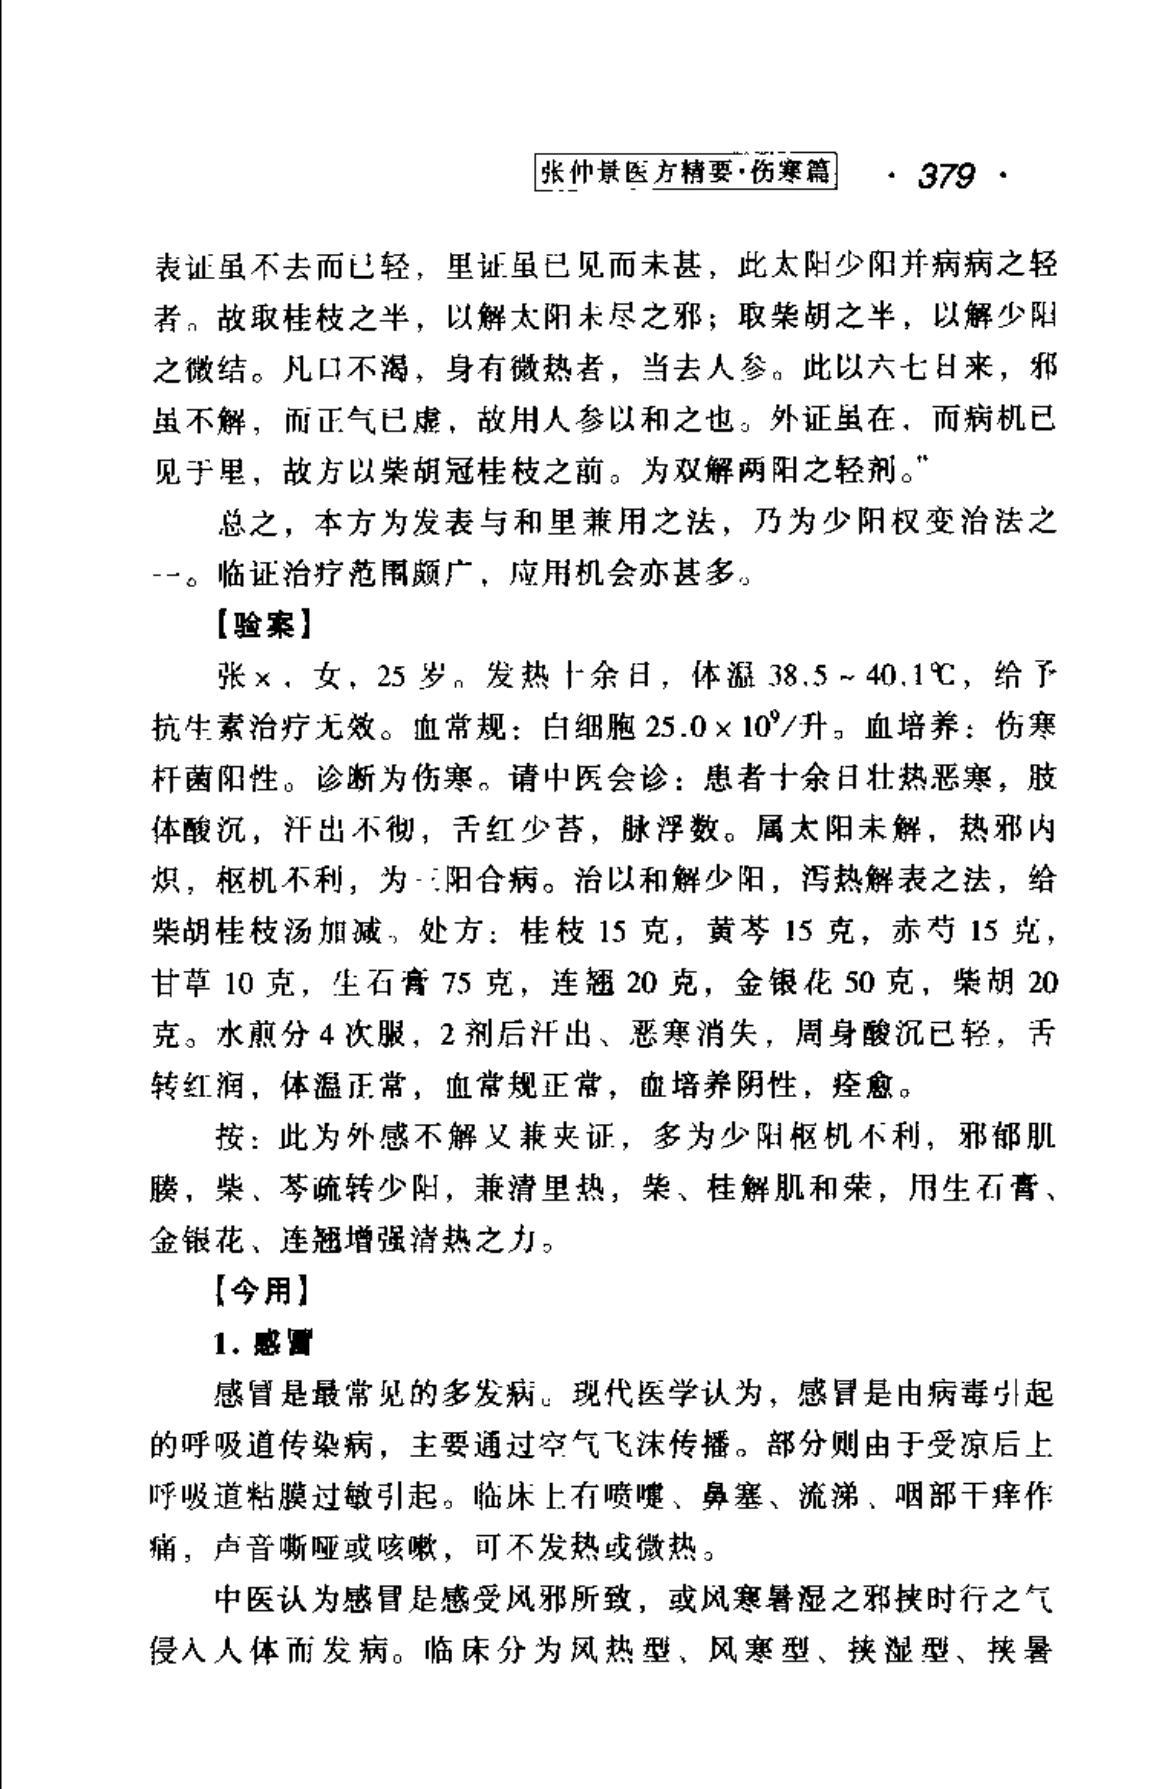 张仲景医方精要·伤寒篇 · 379 ·
表证虽不去而已轻，里证虽已见而未甚，此太阳少阳并病病之轻
者。故取桂枝之半，以解太阳未尽之邪；取柴胡之半，以解少阳
之微结。凡口不渴，身有微热者，当去人参。此以六七日来，邪
虽不解，而正气已虚，故用人参以和之也。外证虽在，而病机已
见于里，故方以柴胡冠桂枝之前。为双解两阳之轻剂。”
总之，本方为发表与和里兼用之法，乃为少阳权变治法之
一。临证治疗范围颇广，应用机会亦甚多。
【验案】
张×，女，25 岁。发热十余日，体温 38.5～40.1℃，给予
抗生素治疗无效。血常规：白细胞 25.0×10⁹/升。血培养：伤寒
杆菌阳性。诊断为伤寒。请中医会诊：患者十余日壮热恶寒，肢
体酸沉，汗出不彻，舌红少苔，脉浮数。属太阳未解，热邪内
炽，枢机不利，为三阳合病。治以和解少阳，泻热解表之法，给
柴胡桂枝汤加减。处方：桂枝 15 克，黄芩 15 克，赤芍 15 克，
甘草 10 克，生石膏 75 克，连翘 20 克，金银花 50 克，柴胡 20
克。水煎分 4 次服，2 剂后汗出、恶寒消失，周身酸沉已轻，舌
转红润，体温正常，血常规正常，血培养阴性，痊愈。
按：此为外感不解又兼夹证，多为少阳枢机不利，邪郁肌
腠，柴、芩疏转少阳，兼清里热，柴、桂解肌和荣，用生石膏、
金银花、连翘增强清热之力。
【今用】
1. 感冒
感冒是最常见的多发病。现代医学认为，感冒是由病毒引起
的呼吸道传染病，主要通过空气飞沫传播。部分则由于受凉后上
呼吸道粘膜过敏引起。临床上有喷嚏、鼻塞、流涕、咽部干痒作
痛，声音嘶哑或咳嗽，可不发热或微热。
中医认为感冒是感受风邪所致，或风寒暑湿之邪挟时行之气
侵入人体而发病。临床分为风热型、风寒型、挟湿型、挟暑